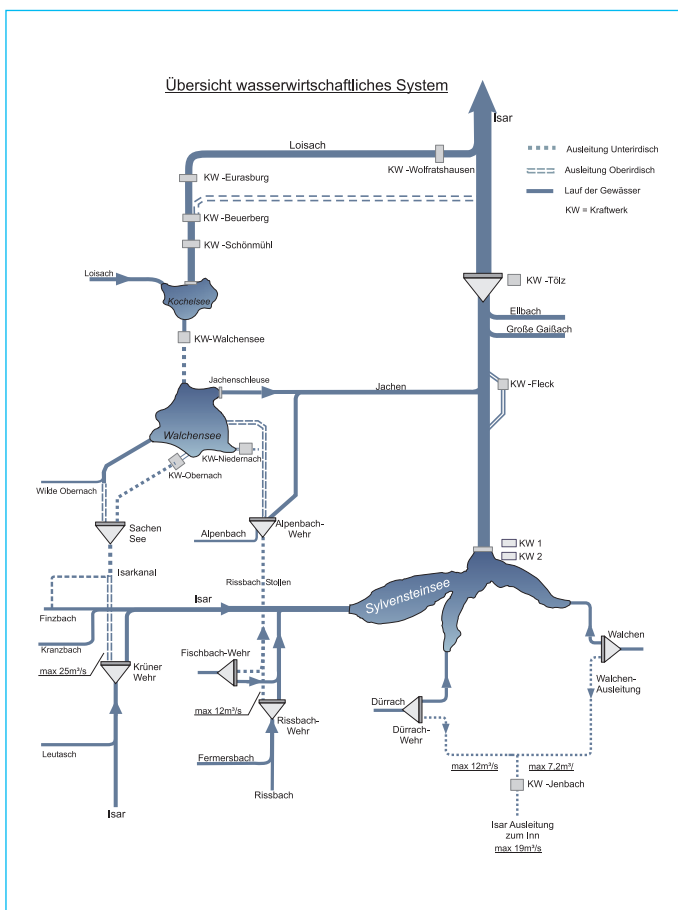 Übersicht wasserwirtschaftliches System
Isar
Loisach
KW -Wolfratshausen
Ausleitung Unterirdisch
Ausleitung Oberirdisch
Lauf der Gewässer
KW = Kraftwerk
KW -Eurasburg
KW -Beuerberg
KW -Schönmühl
Loisach
Kochelsee
KW -Tölz
Ellbach
Große Gaißach
KW-Walchensee
Jachenschleuse
Jachen
KW -Fleck
Walchensee
KW-Niedernach
KW-Obernach
Wilde Obernach
Sachen
See
Alpenbach
Alpenbach-
Wehr
KW 1
KW 2
Isarkanal
Rissbach-Stollen
Sylvensteinsee
Isar
Finzbach
Kranzbach
max 25m³/s
Krüner
Wehr
Fischbach-Wehr
max 12m³/s
Rissbach-
Wehr
Walchen
Walchen-
Ausleitung
Dürrach
Dürrach-
Wehr
Leutasch
Fermersbach
Rissbach
Isar
max 12m³/s
max 7,2m³/
KW -Jenbach
Isar Ausleitung
zum Inn
max 19m³/s